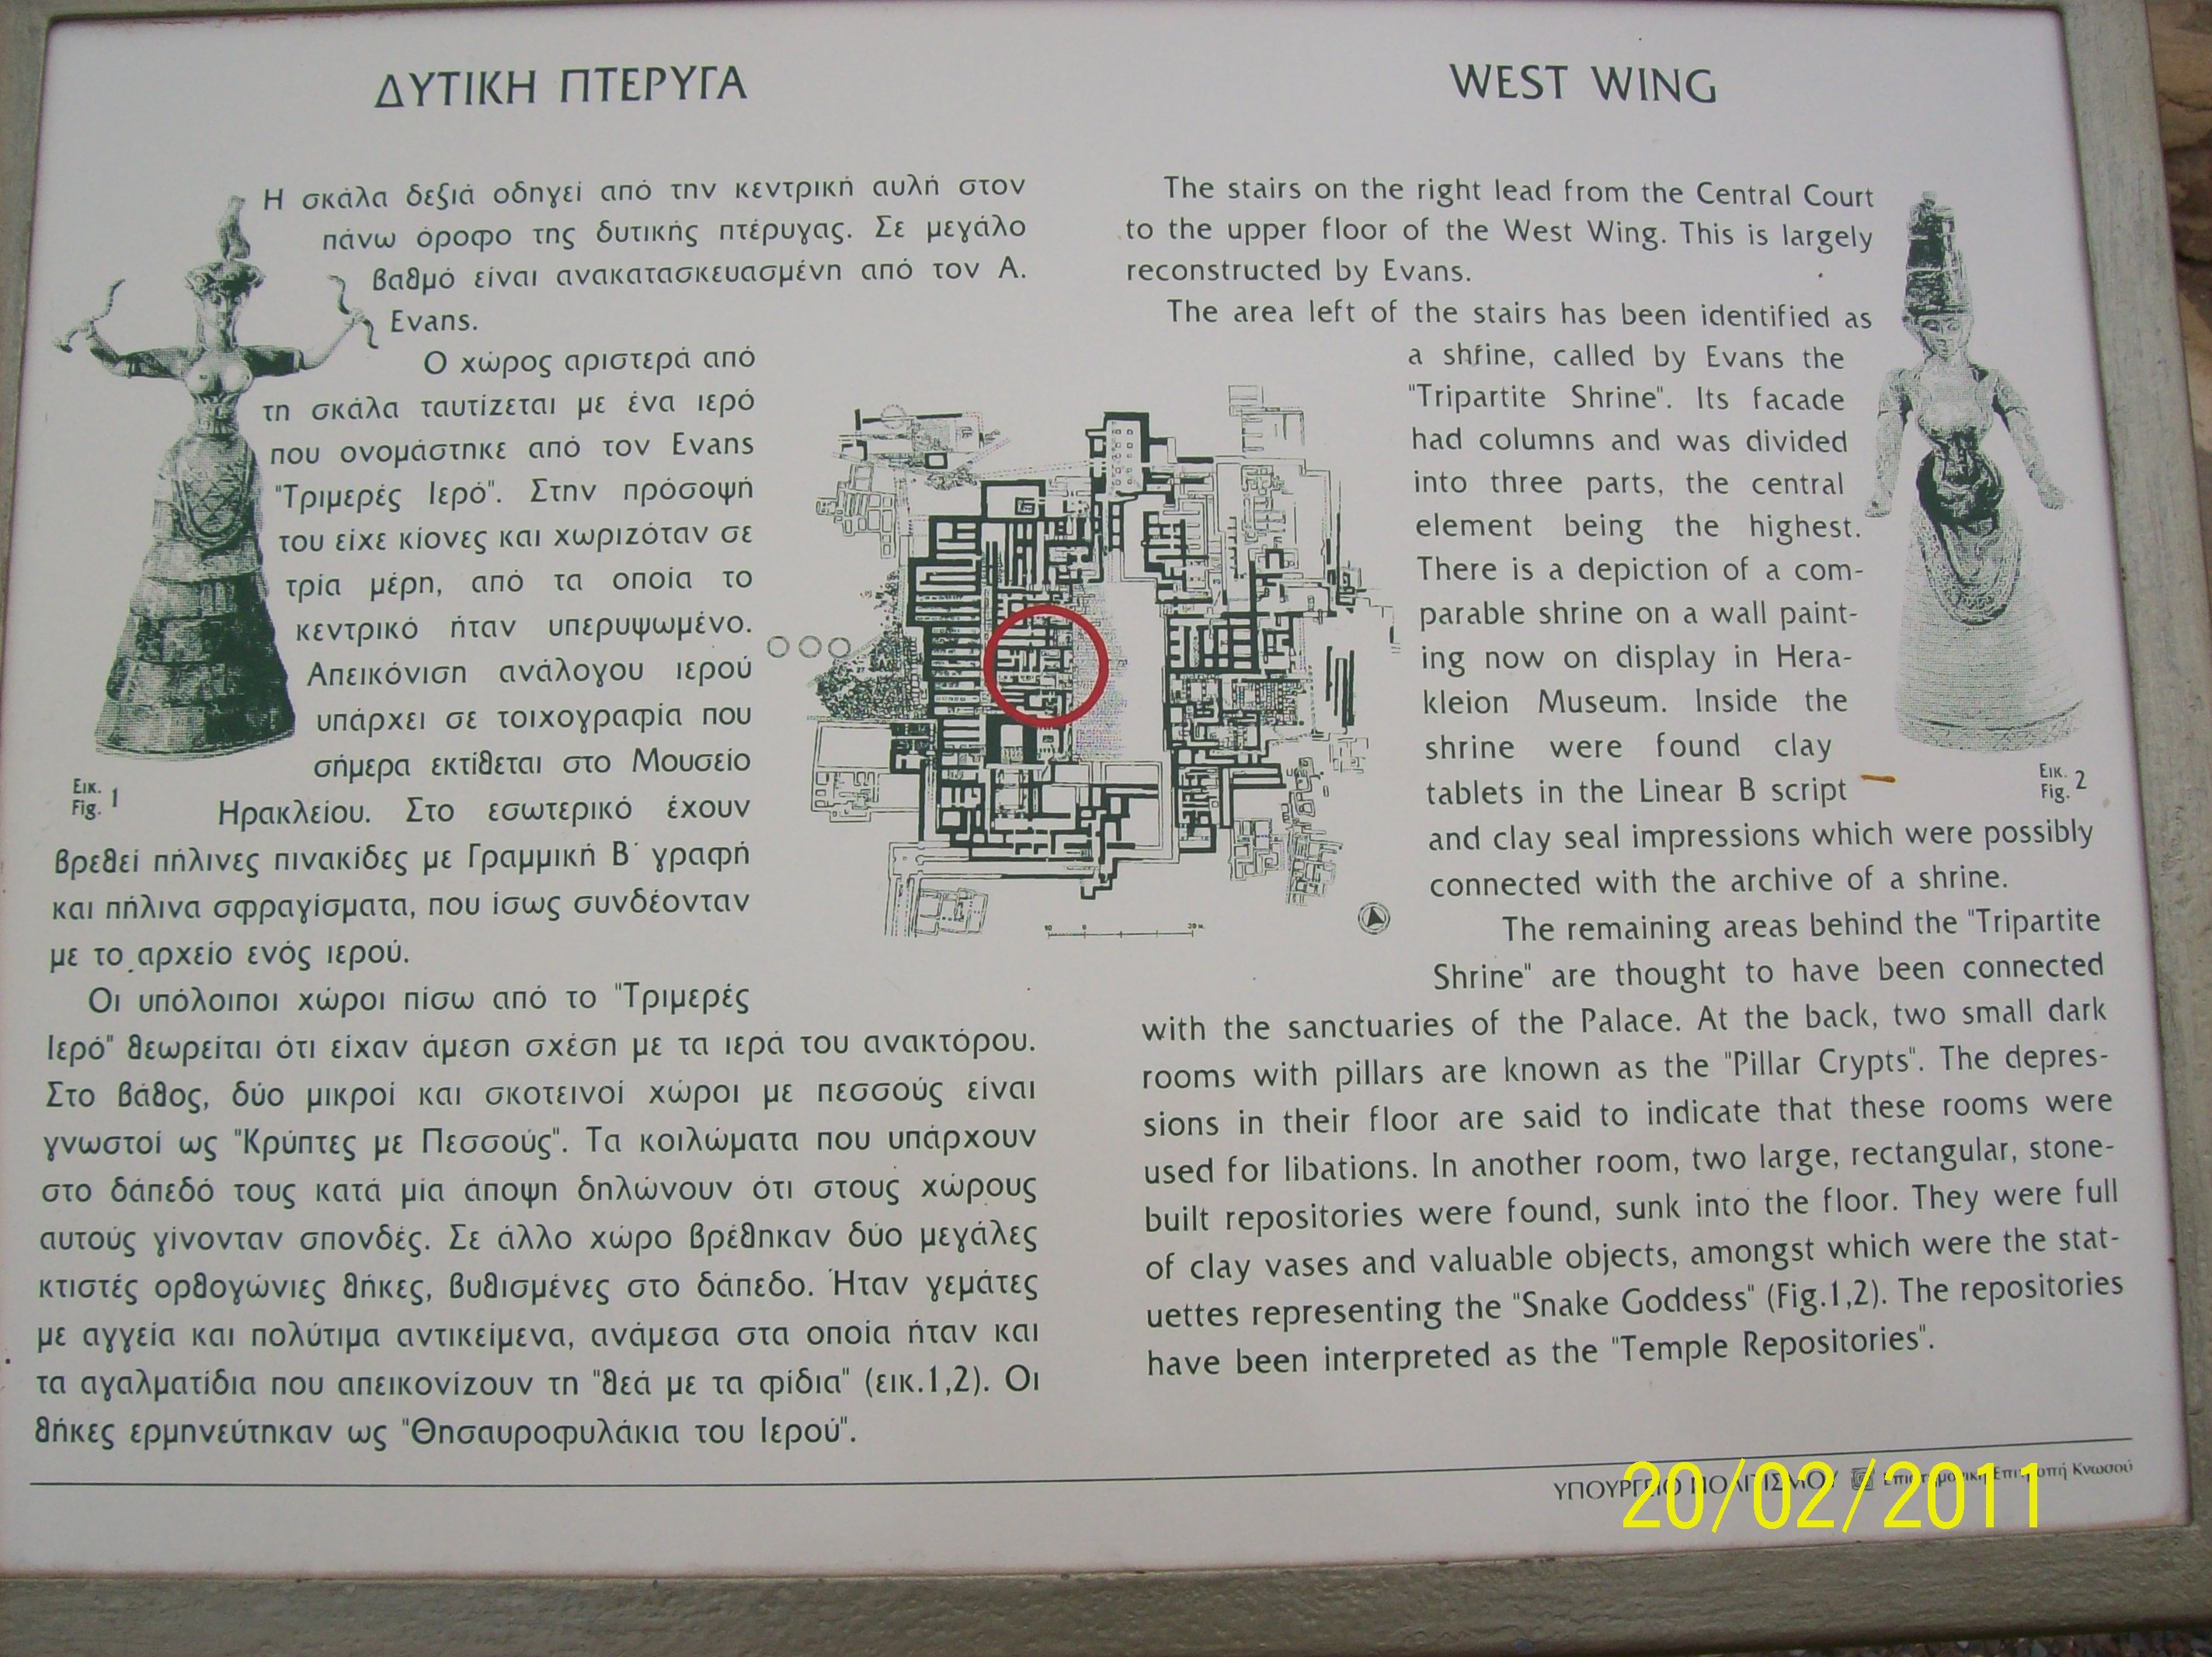 ΔΥΤΙΚΗ ΠΤΕΡΥΓΑ
Η σκάλα δεξιά οδηγεί από την κεντρική αυλή στον
πάνω όροφο της δυτικής πτέρυγας. Σε μεγάλο
βαθμό είναι ανακατασκευασμένη από τον Α.
Evans.
Ο χώρος αριστερά από
τη σκάλα ταυτίζεται με ένα ιερό
που ονομάστηκε από τον Evans
"Τριμερές Ιερό". Στην πρόσοψή
του είχε κίονες και χωριζόταν σε
τρία μέρη, από τα οποία το
κεντρικό ήταν υπερυψωμένο.
Απεικόνιση ανάλογου ιερού
υπάρχει σε τοιχογραφία που
σήμερα εκτίθεται στο Μουσείο
Ηρακλείου. Στο εσωτερικό έχουν
βρεθεί πήλινες πινακίδες με Γραμμική Β΄ γραφή
και πήλινα σφραγίσματα, που ίσως συνδέονταν
με το αρχείο ενός ιερού.
Οι υπόλοιποι χώροι πίσω από το "Τριμερές
Ιερό" θεωρείται ότι είχαν άμεση σχέση με τα ιερά του ανακτόρου.
Στο βάθος, δύο μικροί και σκοτεινοί χώροι με πεσσούς είναι
γνωστοί ως "Κρύπτες με Πεσσούς". Τα κοιλώματα που υπάρχουν
στο δάπεδό τους κατά μία άποψη δηλώνουν ότι στους χώρους
αυτούς γίνονταν σπονδές. Σε άλλο χώρο βρέθηκαν δύο μεγάλες
κτιστές ορθογώνιες θήκες, βυθισμένες στο δάπεδο. Ήταν γεμάτες
με αγγεία και πολύτιμα αντικείμενα, ανάμεσα στα οποία ήταν και
τα αγαλματίδια που απεικονίζουν τη "θεά με τα φίδια" (εικ.1,2). Οι
θήκες ερμηνεύτηκαν ως "Θησαυροφυλάκια του Ιερού".
Εικ.
Fig. 1
WEST WING
The stairs on the right lead from the Central Court
to the upper floor of the West Wing. This is largely
reconstructed by Evans.
The area left of the stairs has been identified as
a shrine, called by Evans the
"Tripartite Shrine". Its facade
had columns and was divided
into three parts, the central
element being the highest.
There is a depiction of a com-
parable shrine on a wall paint-
ing now on display in Hera-
kleion Museum. Inside the
shrine were found clay
tablets in the Linear B script
and clay seal impressions which were possibly
connected with the archive of a shrine.
The remaining areas behind the "Tripartite
Shrine" are thought to have been connected
with the sanctuaries of the Palace. At the back, two small dark
rooms with pillars are known as the "Pillar Crypts". The depres-
sions in their floor are said to indicate that these rooms were
used for libations. In another room, two large, rectangular, stone-
built repositories were found, sunk into the floor. They were full
of clay vases and valuable objects, amongst which were the stat-
uettes representing the "Snake Goddess" (Fig.1,2). The repositories
have been interpreted as the "Temple Repositories".
Εικ.
Fig. 2
10 0 20 m.
ΥΠΟΥΡΓΕΙΟ ΠΟΛΙΤΙΣΜΟΥ Επιστημονική Επιτροπή Κνωσού
20/02/2011